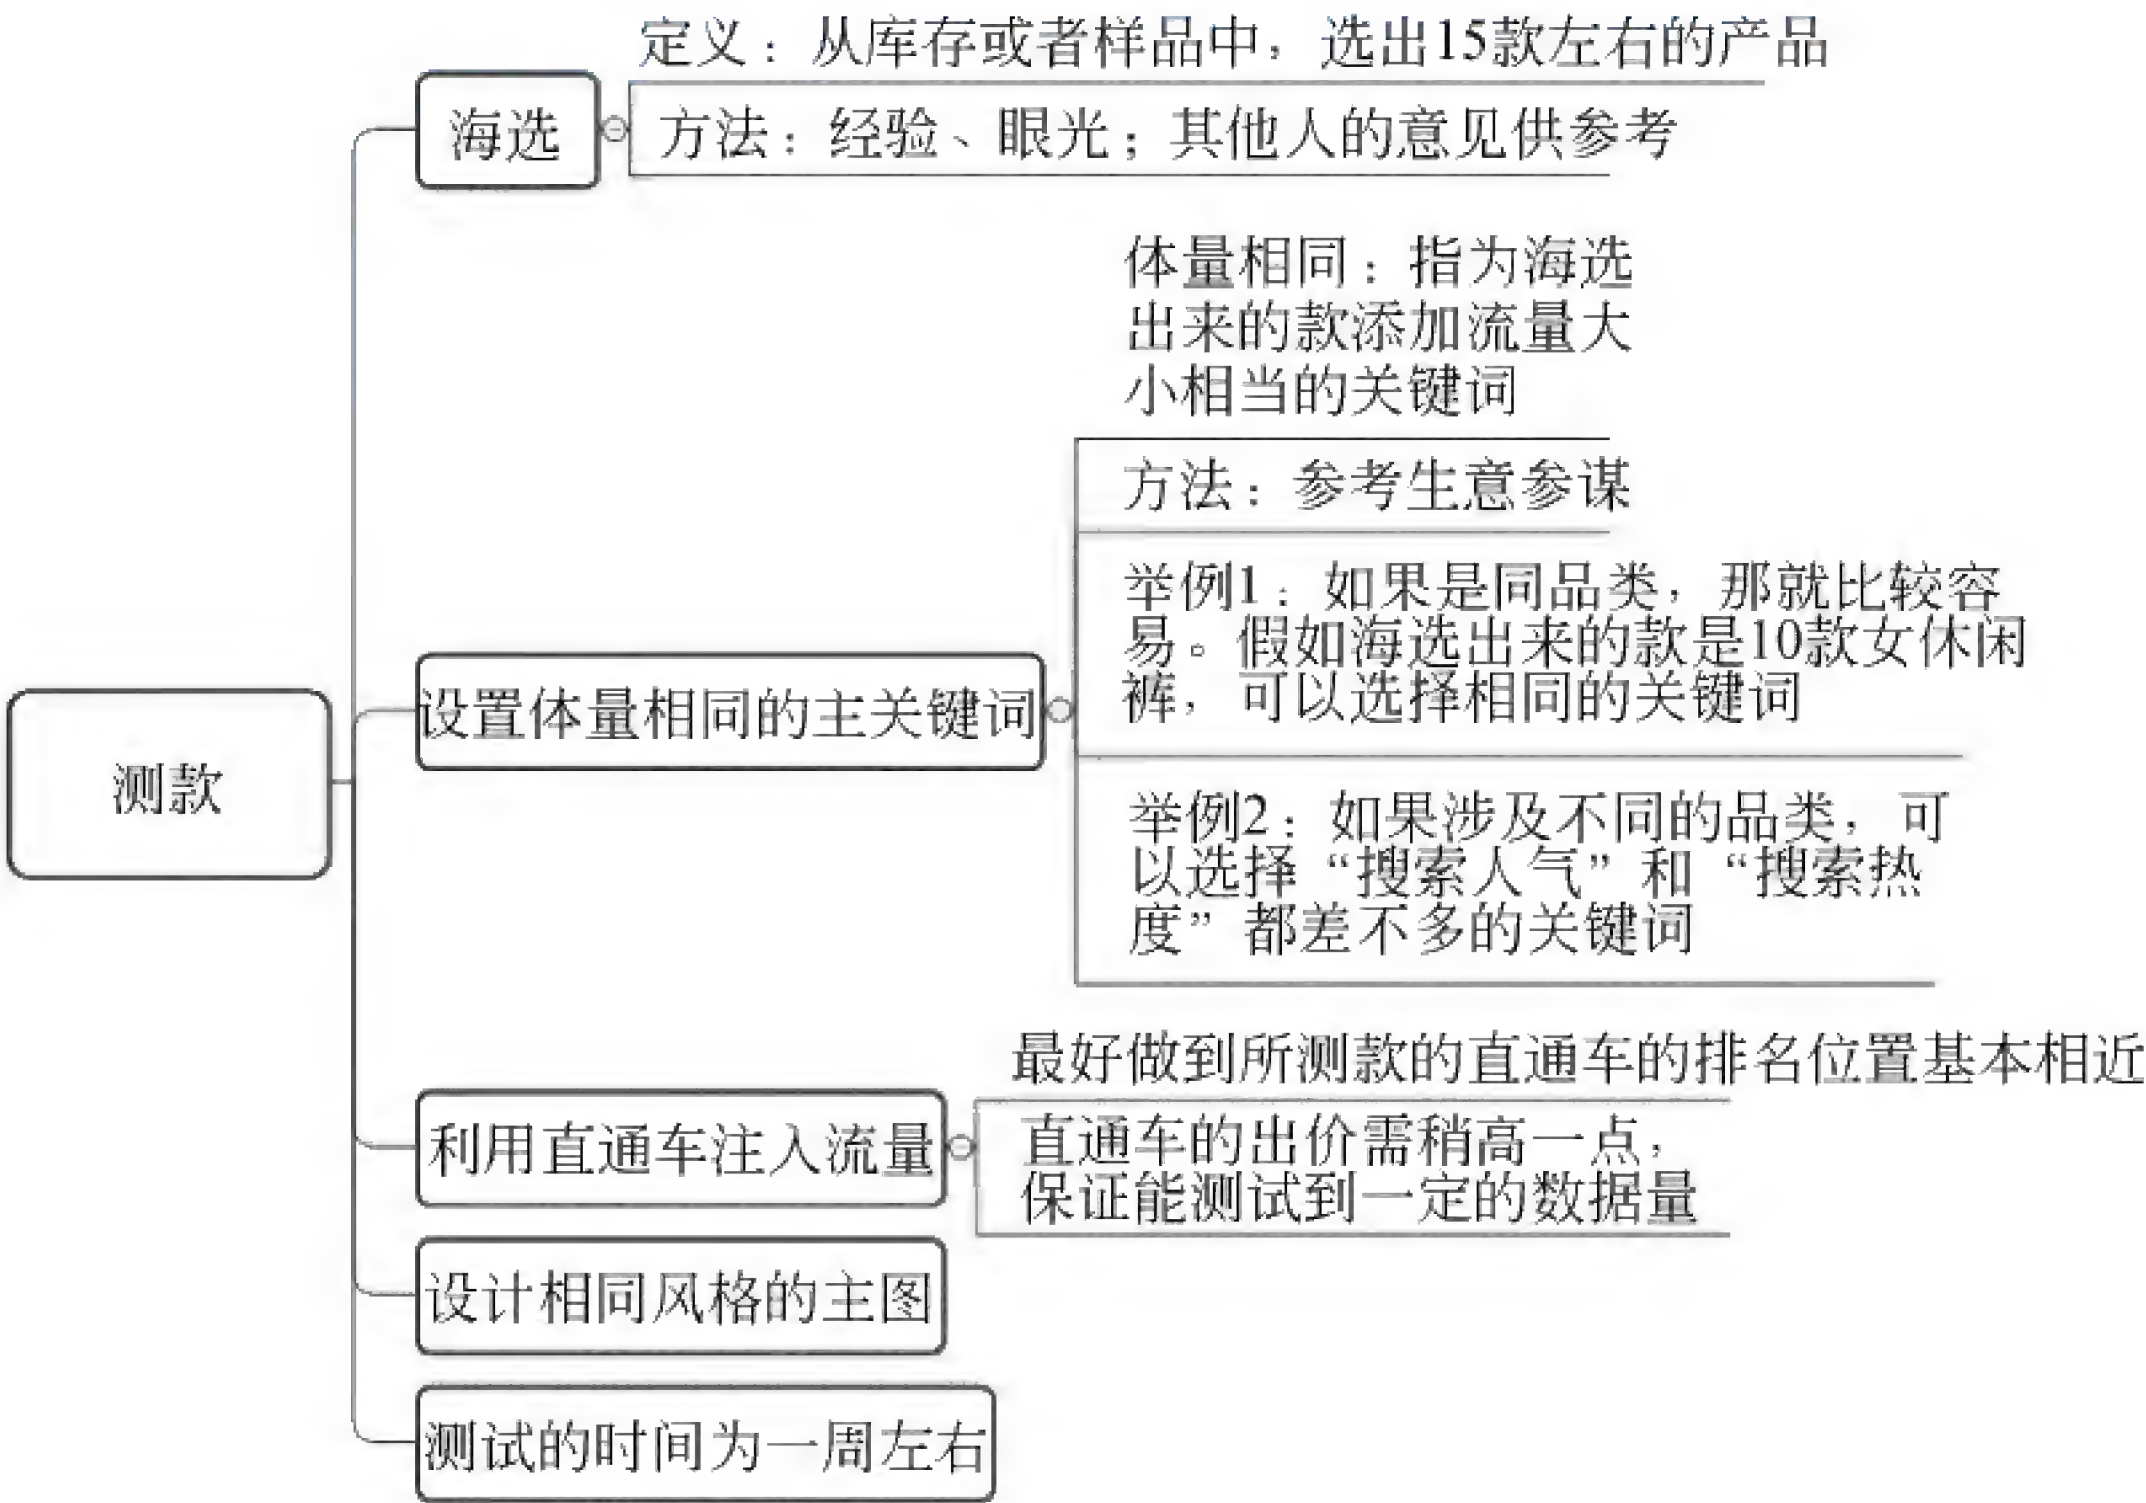 定义：从库存或者样品中，选出15款左右的产品
海选
方法：经验、眼光；其他人的意见供参考
体量相同：指为海选
出来的款添加流量大
小相当的关键词
方法：参考生意参谋
举例1：如果是同品类，那就比较容
易。假如海选出来的款是10款女休闲
裤，可以选择相同的关键词
设置体量相同的主关键词
测款
举例2：如果涉及不同的品类，可
以选择“搜索人气”和“搜索热
度”都差不多的关键词
最好做到所测款的直通车的排名位置基本相近
利用直通车注入流量
直通车的出价需稍高一点，
保证能测试到一定的数据量
设计相同风格的主图
测试的时间为一周左右